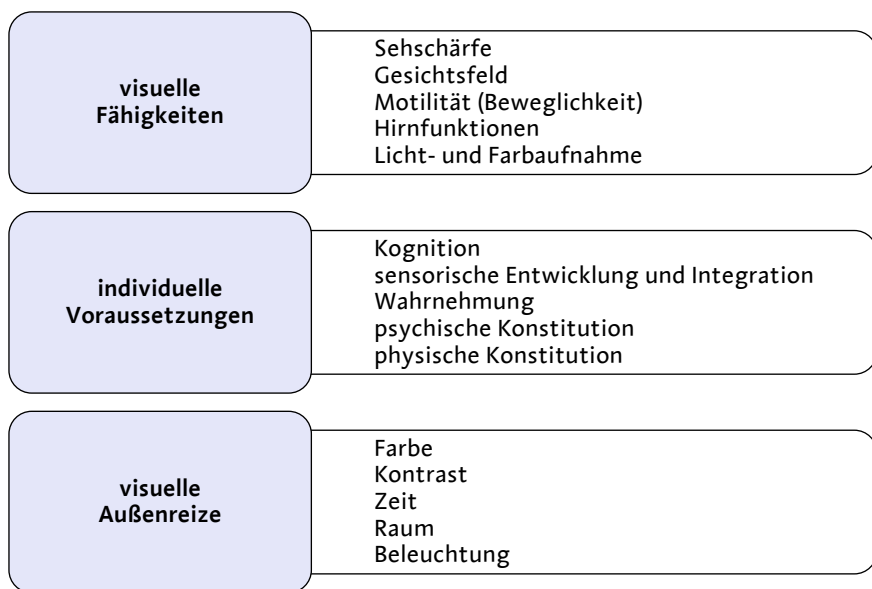 visuelle
Fähigkeiten
Sehschärfe
Gesichtsfeld
Motilität (Beweglichkeit)
Hirnfunktionen
Licht- und Farbaufnahme
individuelle
Voraussetzungen
Kognition
sensorische Entwicklung und Integration
Wahrnehmung
psychische Konstitution
physische Konstitution
visuelle
Außenreize
Farbe
Kontrast
Zeit
Raum
Beleuchtung